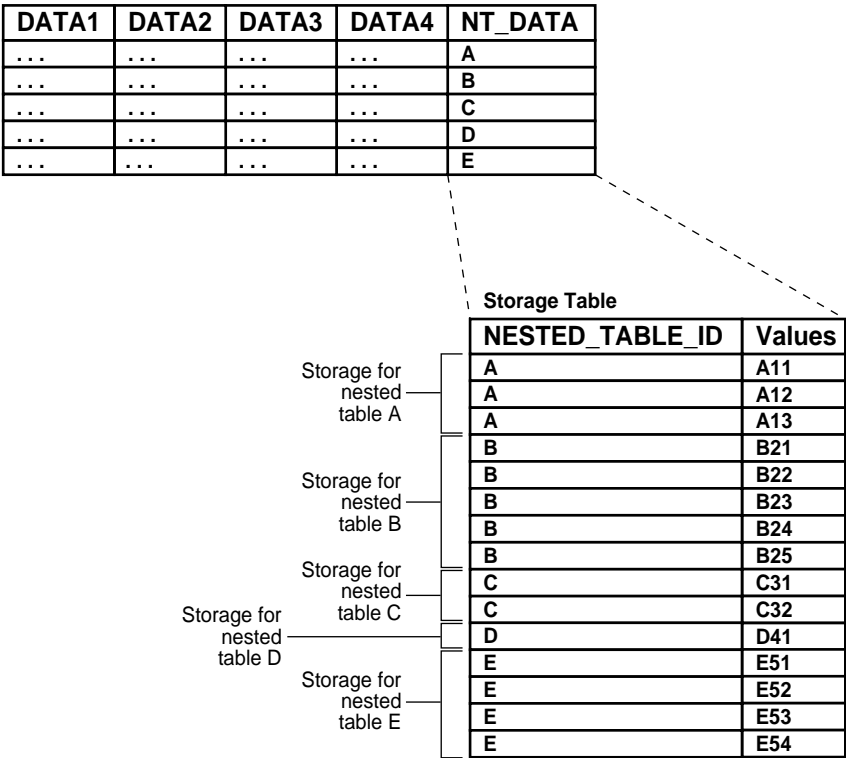 DATA1 DATA2 DATA3 DATA4 NT_DATA
... ... ... ... A
... ... ... ... B
... ... ... ... C
... ... ... ... D
... ... ... ... E
Storage Table
NESTED_TABLE_ID Values
A A11
A A12
A A13
B B21
B B22
B B23
B B24
B B25
C C31
C C32
D D41
E E51
E E52
E E53
E E54
Storage for
nested
table A
Storage for
nested
table B
Storage for
nested
table C
Storage for
nested
table D
Storage for
nested
table E